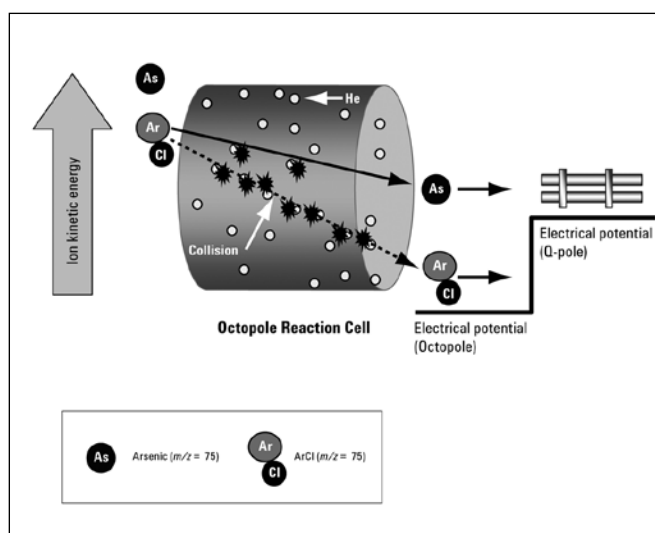 As
Ar
Cl
He
Ion kinetic energy
Collision
As
Ar
Cl
Octopole Reaction Cell
Electrical potential
(Q-pole)
Electrical potential
(Octopole)
As
Arsenic (m/z = 75)
Ar
Cl
ArCl (m/z = 75)